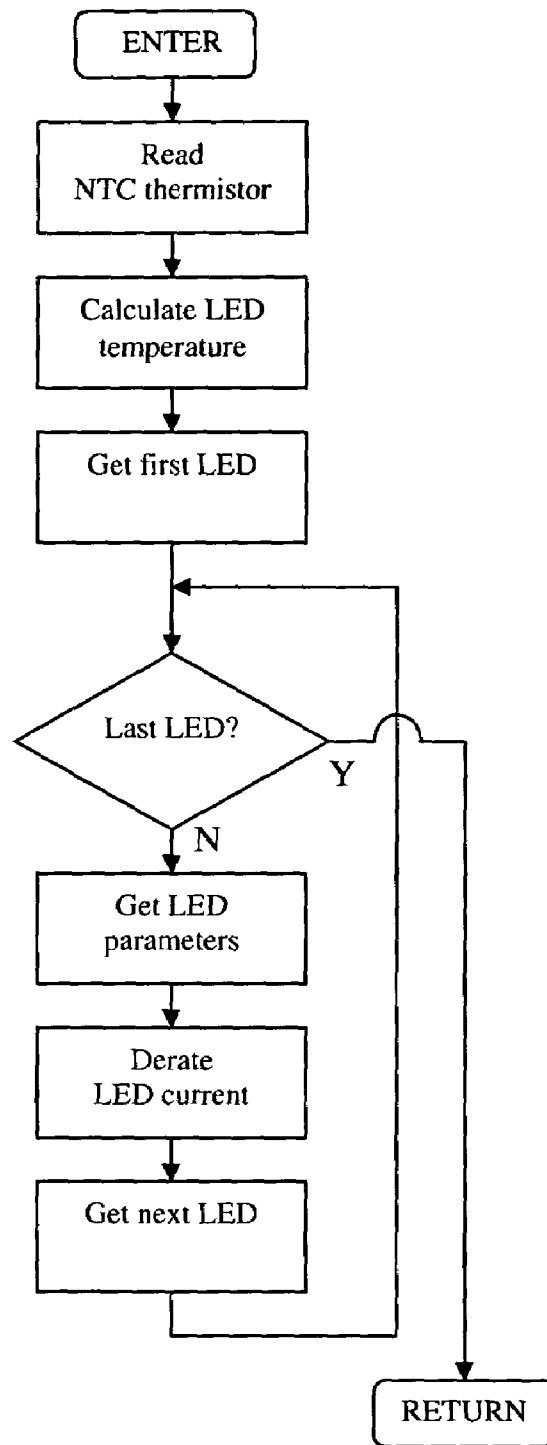 ENTER
Read
NTC thermistor
Calculate LED
temperature
Get first LED
Last LED?
Y
N
Get LED
parameters
Derate
LED current
Get next LED
RETURN